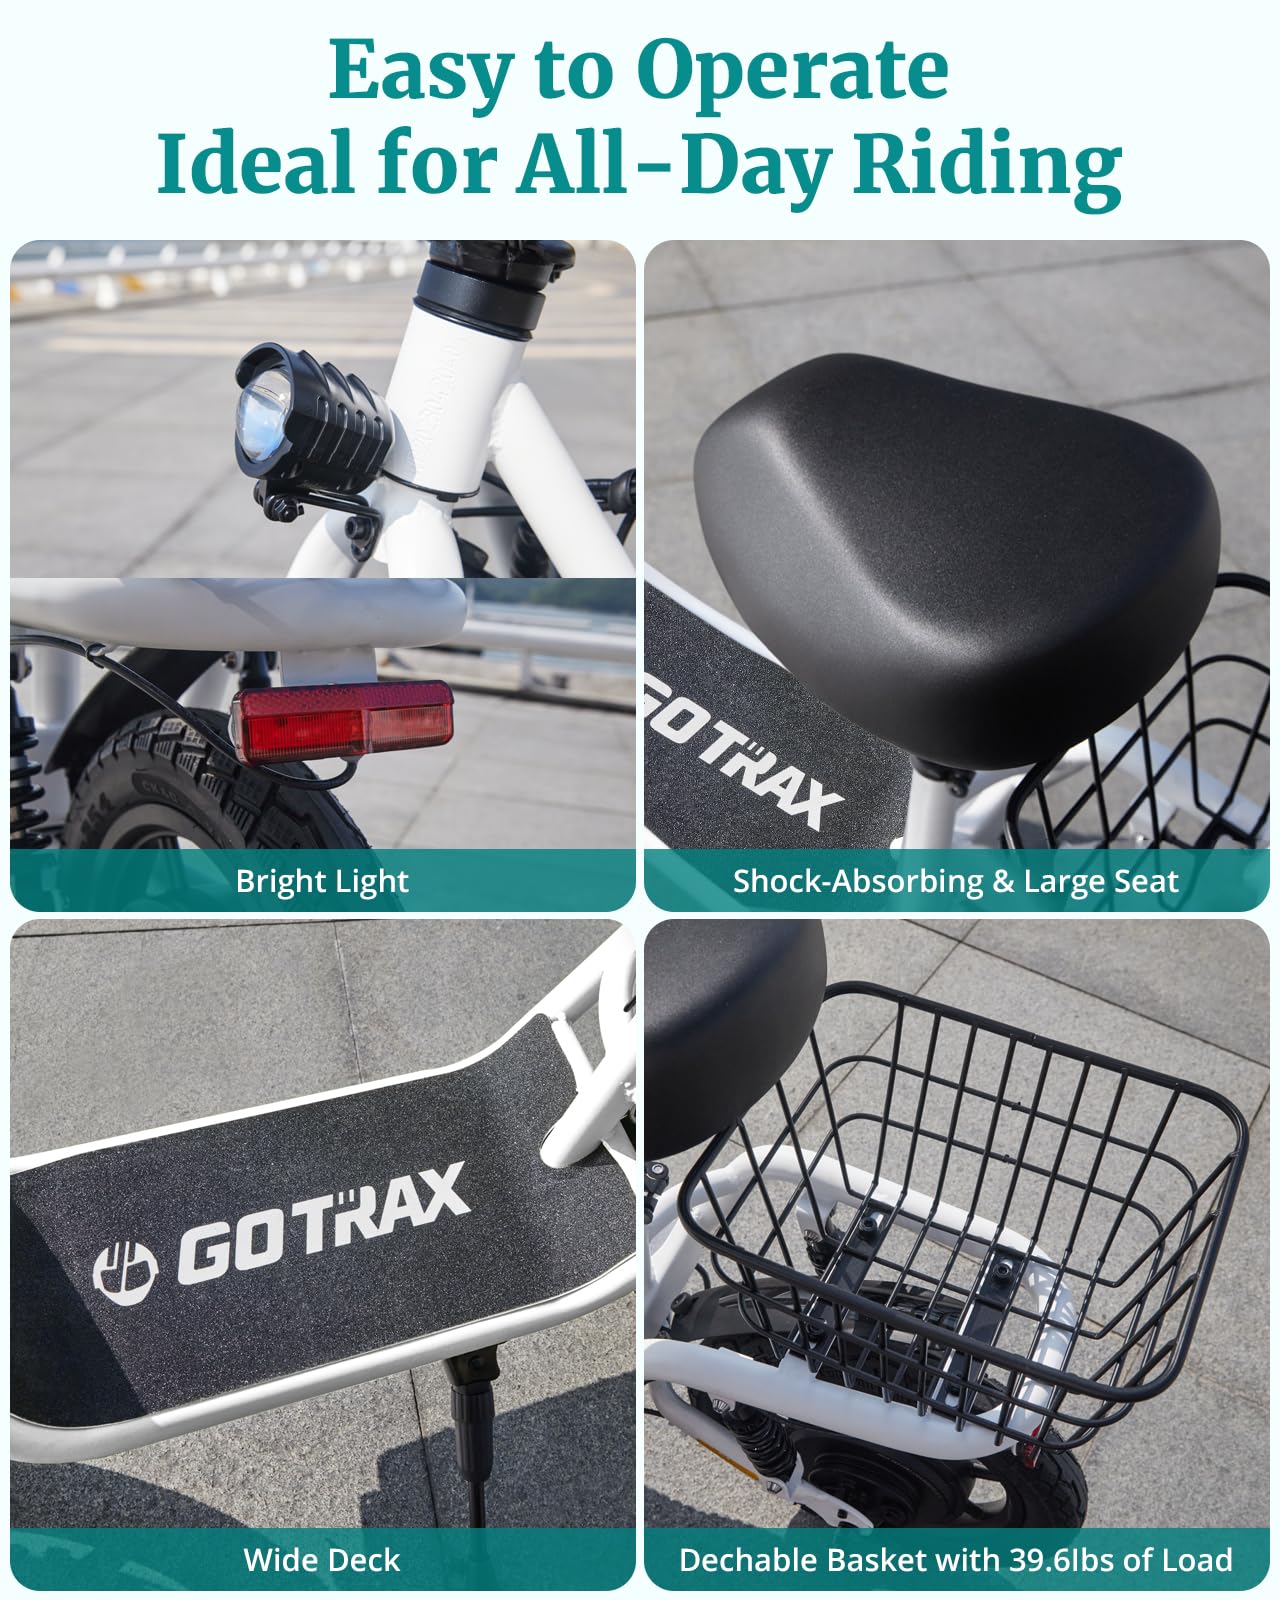 Easy to Operate
Ideal for All-Day Riding
Bright Light
GOTRAX
Shock-Absorbing & Large Seat
GOTRAX
Wide Deck
Dechable Basket with 39.6lbs of Load